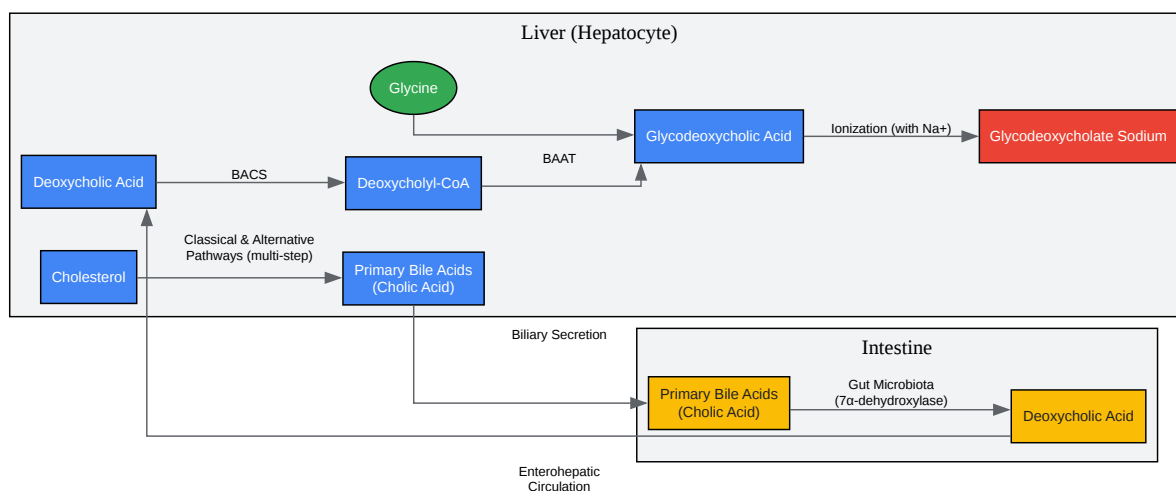 Liver (Hepatocyte)
Glycine
Glycodeoxycholic Acid
Ionization (with Na+)
Glycodeoxycholate Sodium
BAAT
Deoxycholic Acid
BACS
Deoxycholyl-CoA
Classical & Alternative
Pathways (multi-step)
Cholesterol
Primary Bile Acids
(Cholic Acid)
Biliary Secretion
Intestine
Primary Bile Acids
(Cholic Acid)
Gut Microbiota
(7α-dehydroxylase)
Deoxycholic Acid
Enterohepatic
Circulation